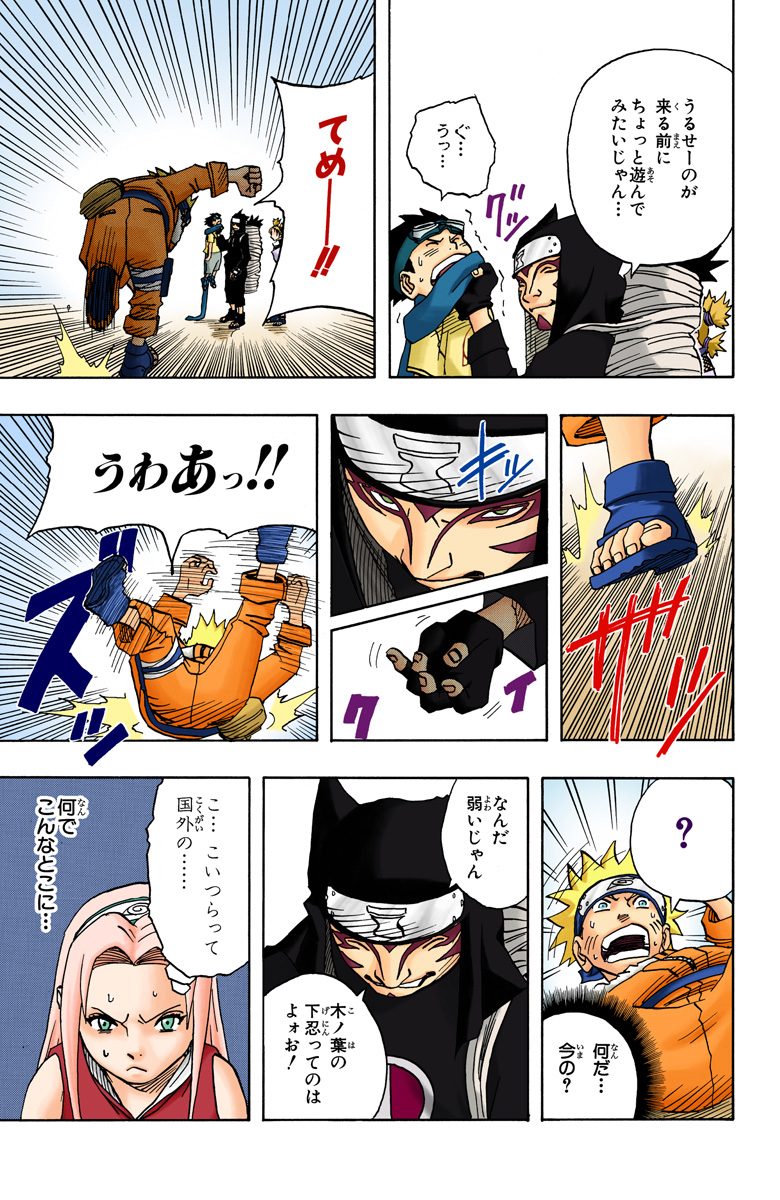 うるせーのが
来る前に
ちょっと遊んで
みたいじゃん…
ぐ…
うっ…
グッ
てめー!!
ザザッ
キッ
クイ
うわあっ!!
ズズッ
?
何だ…
今の?
なんだ
弱いじゃん
木ノ葉の
下忍ってのは
よォお!
こ…こいつらって
国外の……
何で
こんなとこに…